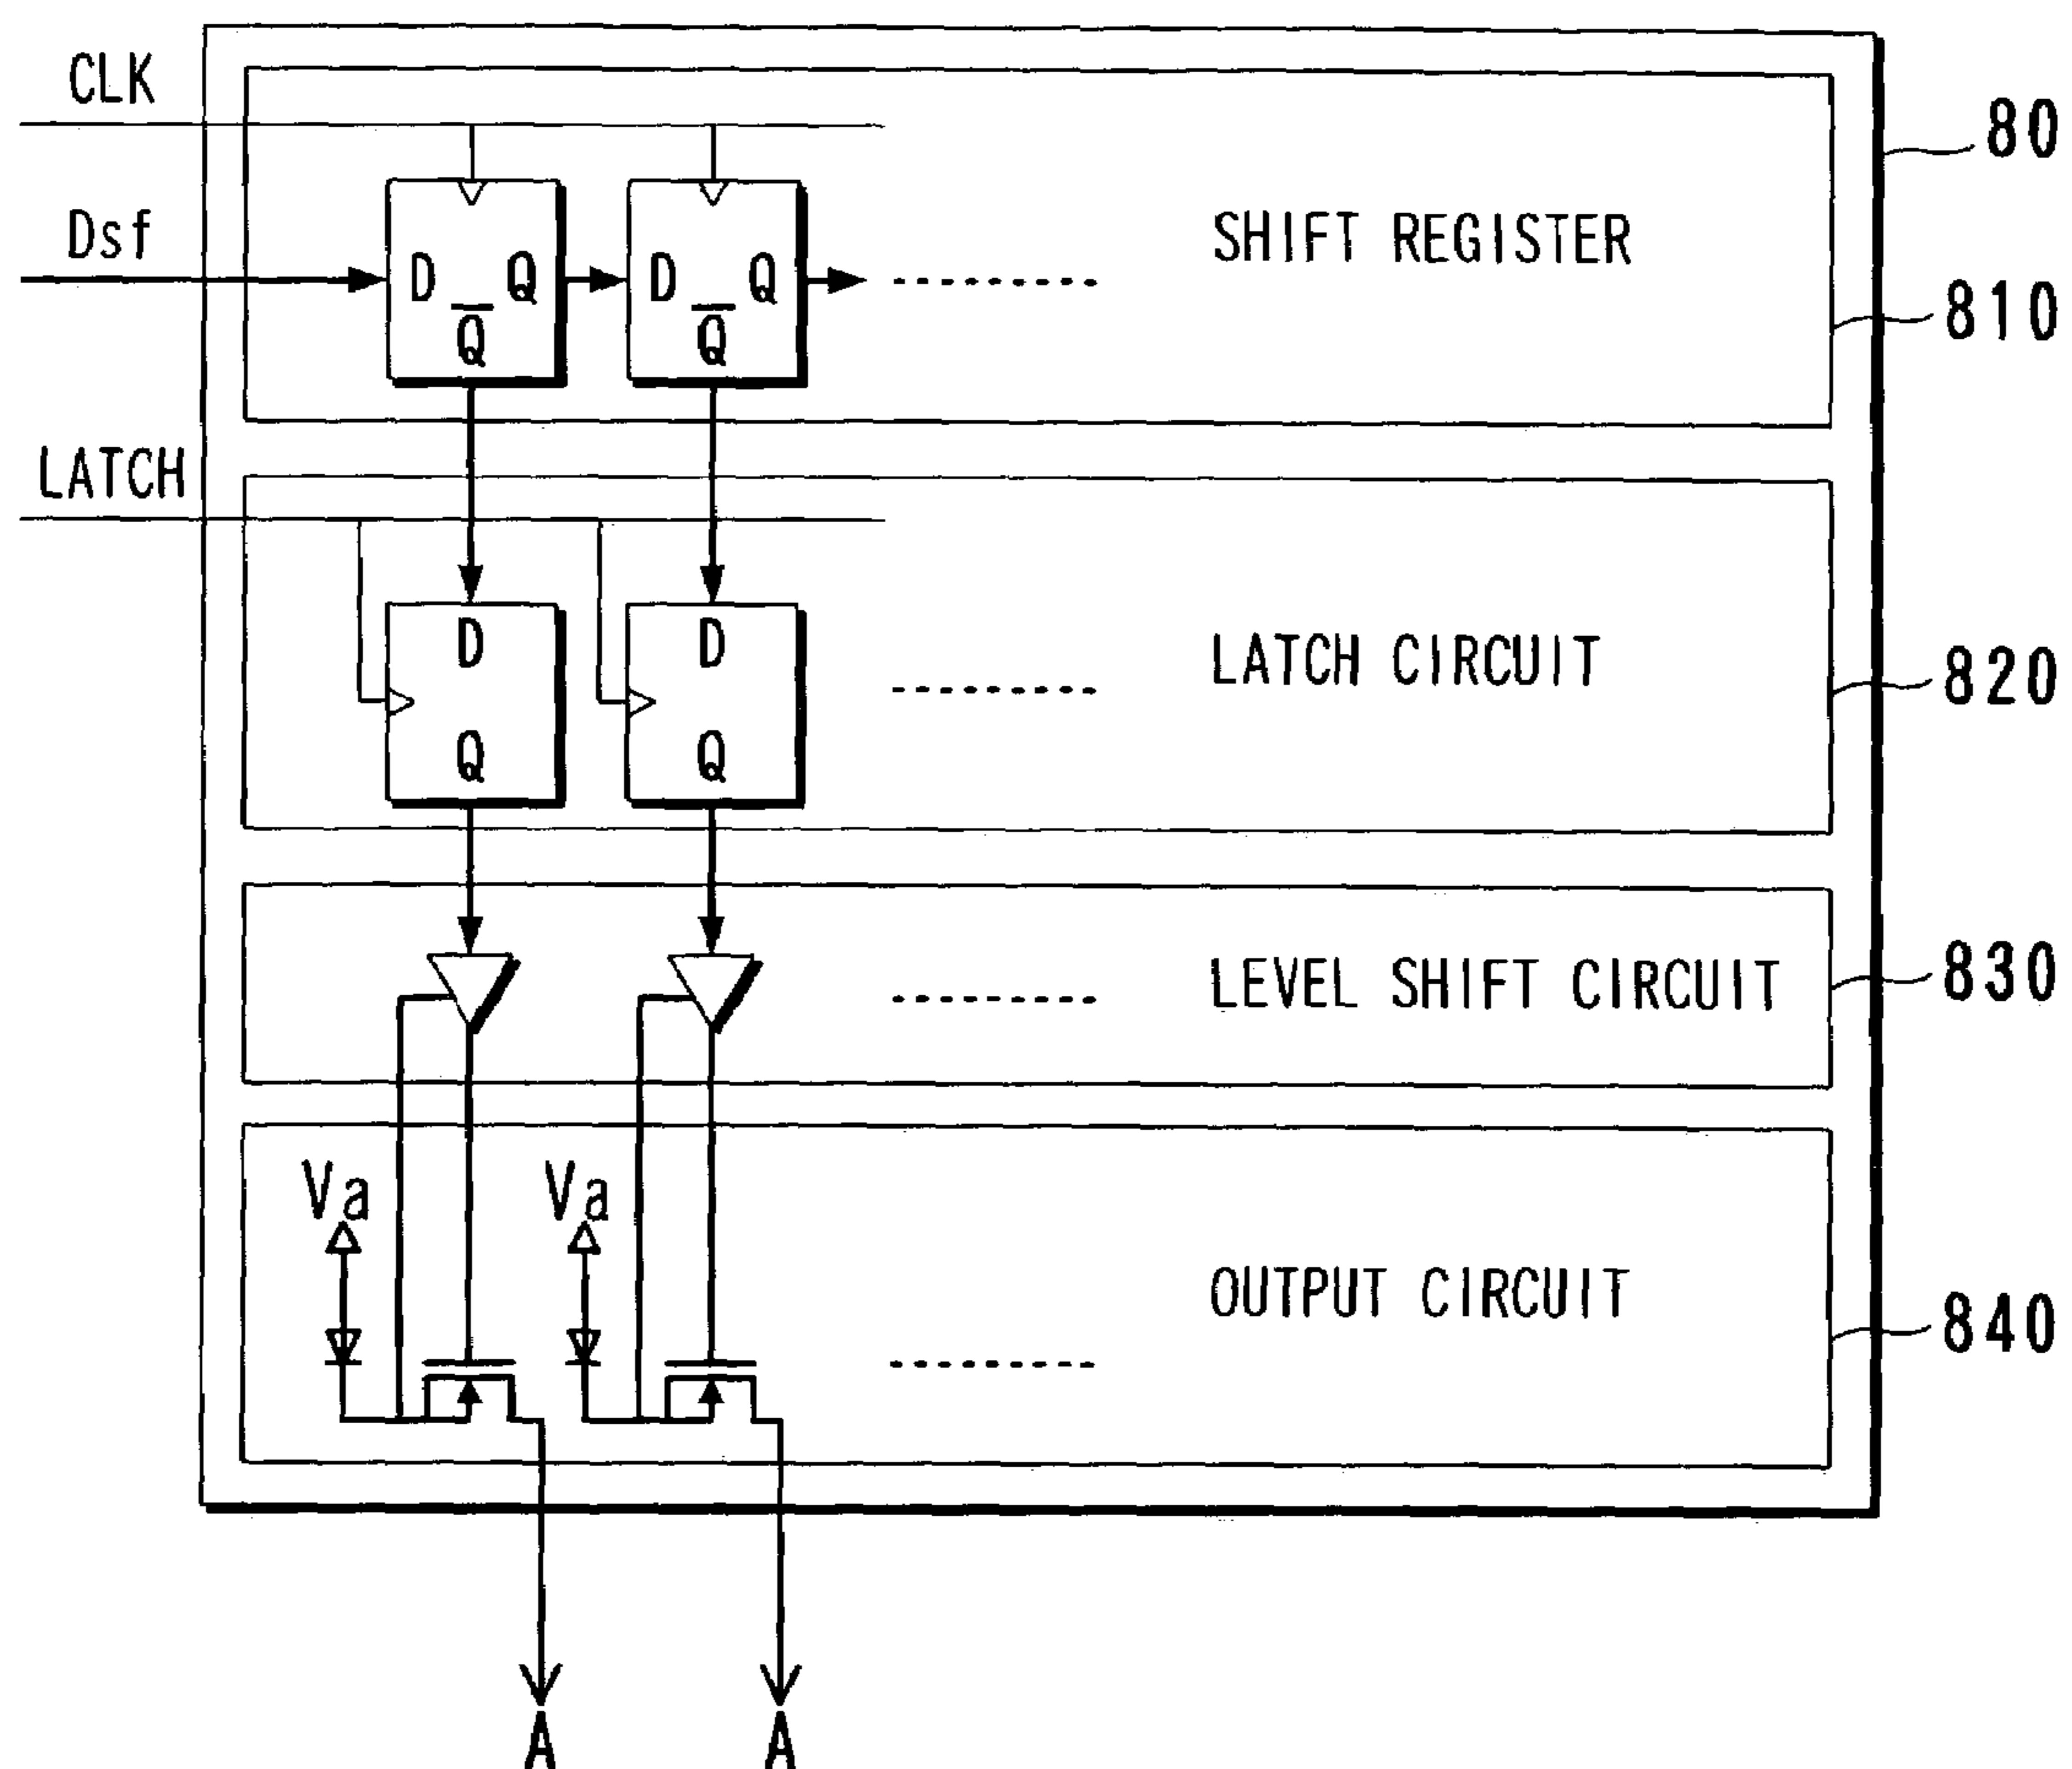 CLK
80
Dsf
SHIFT REGISTER
D Q Q̅
D Q Q̅
810
LATCH
D
D
LATCH CIRCUIT
820
Q
Q
LEVEL SHIFT CIRCUIT
830
Va
Va
OUTPUT CIRCUIT
840
A
A